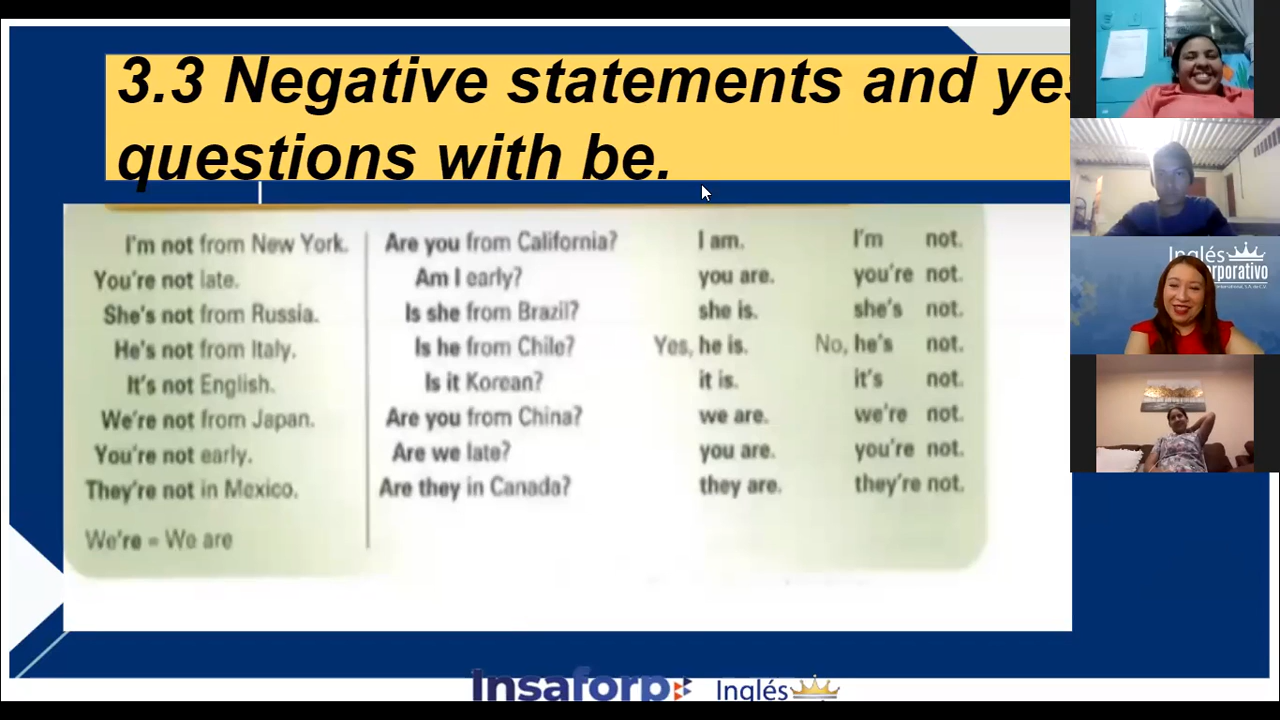 3.3 Negative statements and yes
questions with be.
I'm not from New York. Are you from California? I am. I'm not.
You're not late. Am I early? you are. you're not.
She's not from Russia. Is she from Brazil? she is. she's not.
He's not from Italy. Is he from Chile? Yes, he is. No, he's not.
It's not English. Is it Korean? it is. it's not.
We're not from Japan. Are you from China? we are. we're not.
You're not early. Are we late? you are. you're not.
They're not in Mexico. Are they in Canada? they are. they're not.
We're = We are
Insaforp Inglés
Inglés
orporativo